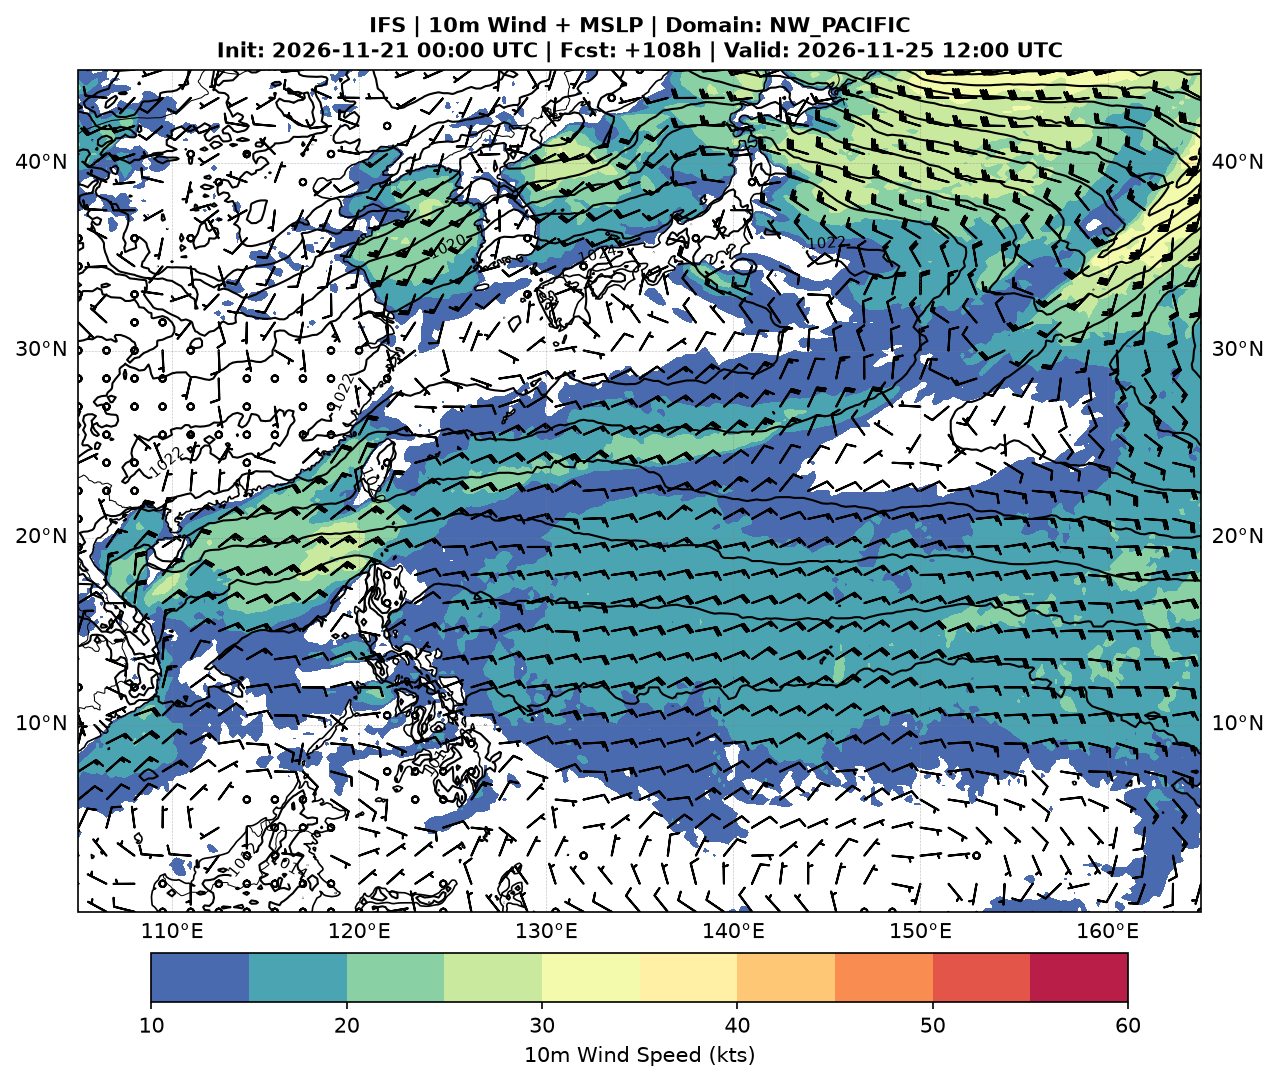 IFS | 10m Wind + MSLP | Domain: NW_PACIFIC
Init: 2026-11-21 00:00 UTC | Fcst: +108h | Valid: 2026-11-25 12:00 UTC
40°N
40°N
30°N
30°N
20°N
20°N
10°N
10°N
1020
1024
1022
1022
1022
110°E
120°E
130°E
140°E
150°E
160°E
10
20
30
40
50
60
10m Wind Speed (kts)